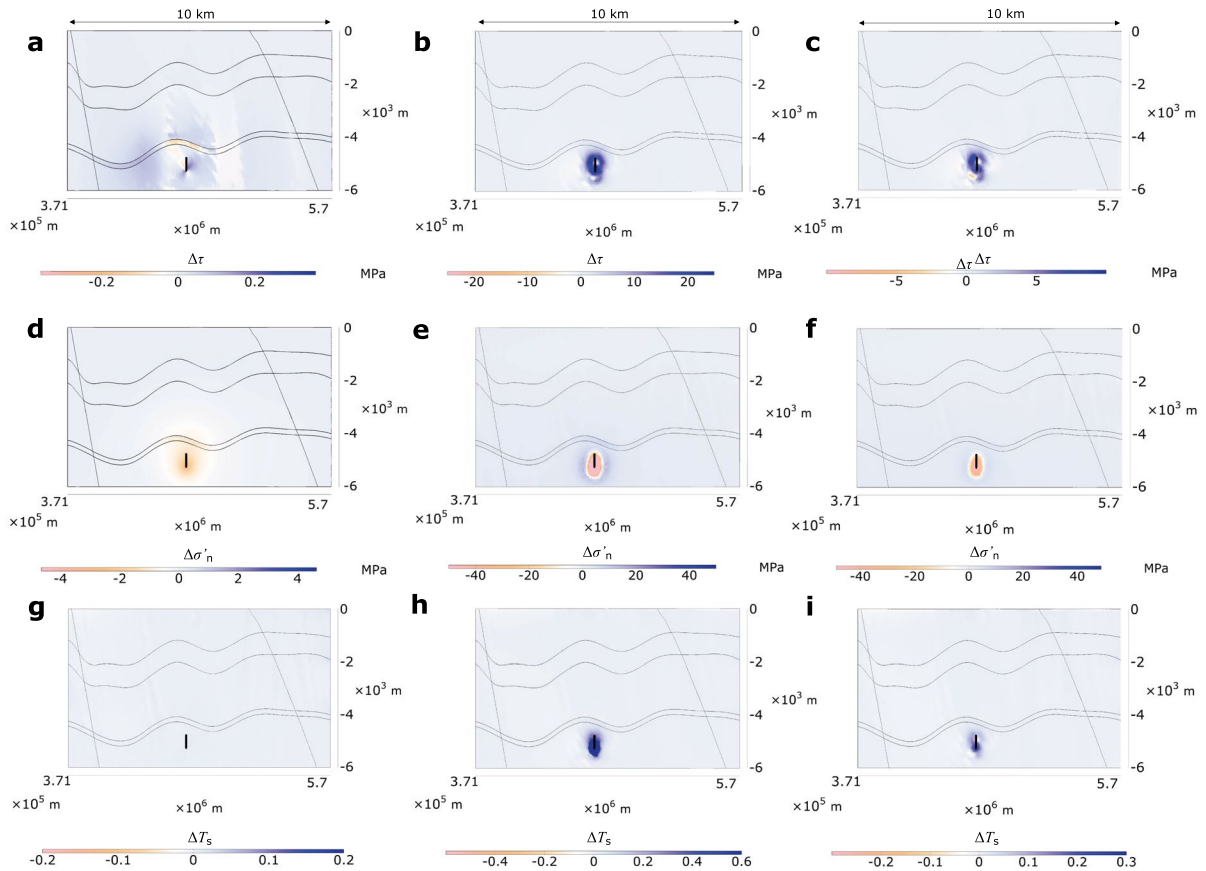 10 km
10 km
10 km
a
b
c
0
-2
×10³ m
-4
-6
3.71
5.7
×10⁵ m
×10⁶ m
0
-2
×10³ m
-4
-6
3.71
5.7
×10⁵ m
×10⁶ m
0
-2
×10³ m
-4
-6
3.71
5.7
×10⁵ m
×10⁶ m
Δτ
-0.2 0 0.2
MPa
Δτ
-20 -10 0 10 20
MPa
Δτ Δτ
-5 0 5
MPa
d
e
f
0
-2
×10³ m
-4
-6
3.71
5.7
×10⁵ m
×10⁶ m
0
-2
×10³ m
-4
-6
3.71
5.7
×10⁵ m
×10⁶ m
0
-2
×10³ m
-4
-6
3.71
5.7
×10⁵ m
×10⁶ m
Δσ'n
-4 -2 0 2 4
MPa
Δσ'n
-40 -20 0 20 40
MPa
Δσ'n
-40 -20 0 20 40
MPa
g
h
i
0
-2
×10³ m
-4
-6
3.71
5.7
×10⁵ m
×10⁶ m
0
-2
×10³ m
-4
-6
3.71
5.7
×10⁵ m
×10⁶ m
0
-2
×10³ m
-4
-6
3.71
5.7
×10⁵ m
×10⁶ m
ΔTs
-0.2 -0.1 0 0.1 0.2
ΔTs
-0.4 -0.2 0 0.2 0.4 0.6
ΔTs
-0.2 -0.1 0 0.1 0.2 0.3